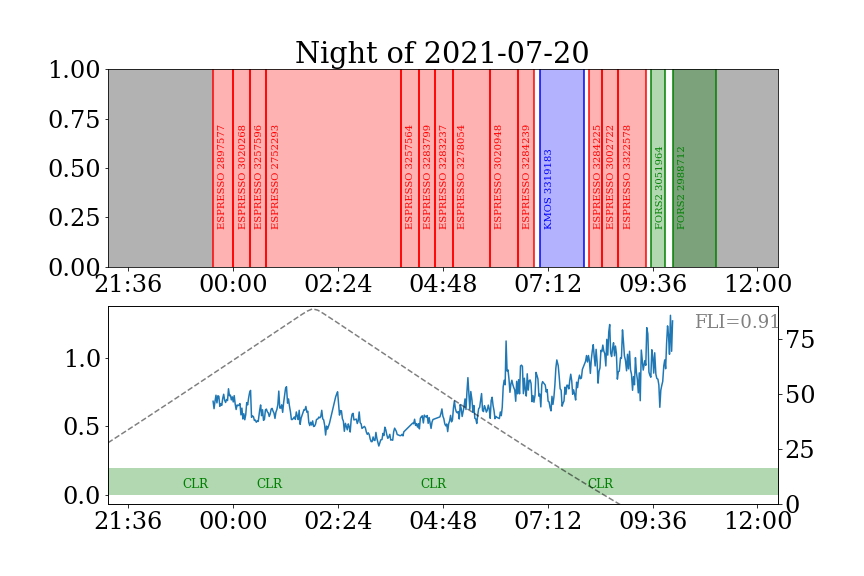 Night of 2021-07-20
1.00
0.75
0.50
0.25
0.00
ESPRESSO 2897577
ESPRESSO 3020268
ESPRESSO 3257596
ESPRESSO 2752293
ESPRESSO 3257564
ESPRESSO 3283799
ESPRESSO 3283237
ESPRESSO 3278054
ESPRESSO 3020948
ESPRESSO 3284239
KMOS 3319183
ESPRESSO 3284225
ESPRESSO 3002722
ESPRESSO 3322578
FORS2 3051964
FORS2 2988712
21:36 00:00 02:24 04:48 07:12 09:36 12:00
FLI=0.91
1.0
0.5
0.0
75
50
25
0
CLR CLR CLR CLR
21:36 00:00 02:24 04:48 07:12 09:36 12:00